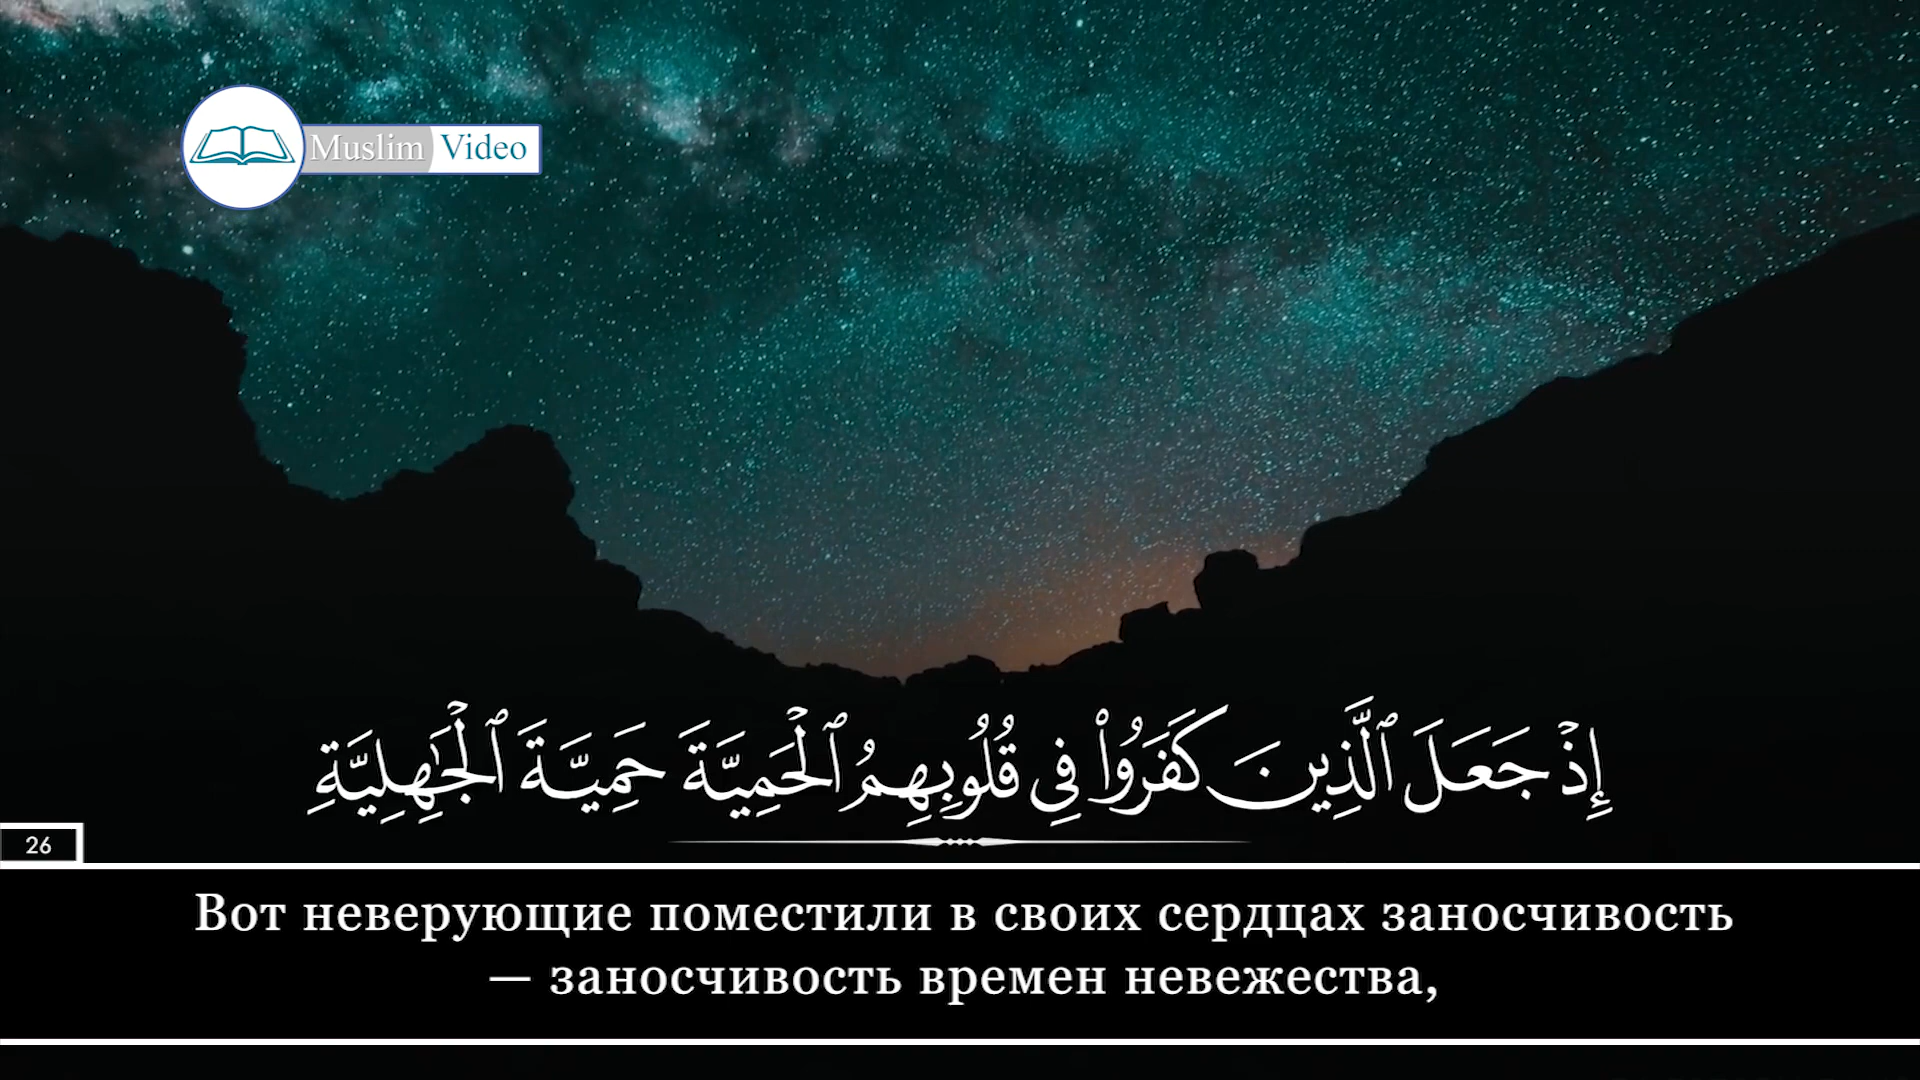 Muslim Video
إِذْ جَعَلَ ٱلَّذِينَ كَفَرُوا۟ فِى قُلُوبِهِمُ ٱلْحَمِيَّةَ حَمِيَّةَ ٱلْجَٰهِلِيَّةِ
26
Вот неверующие поместили в своих сердцах заносчивость
— заносчивость времен невежества,